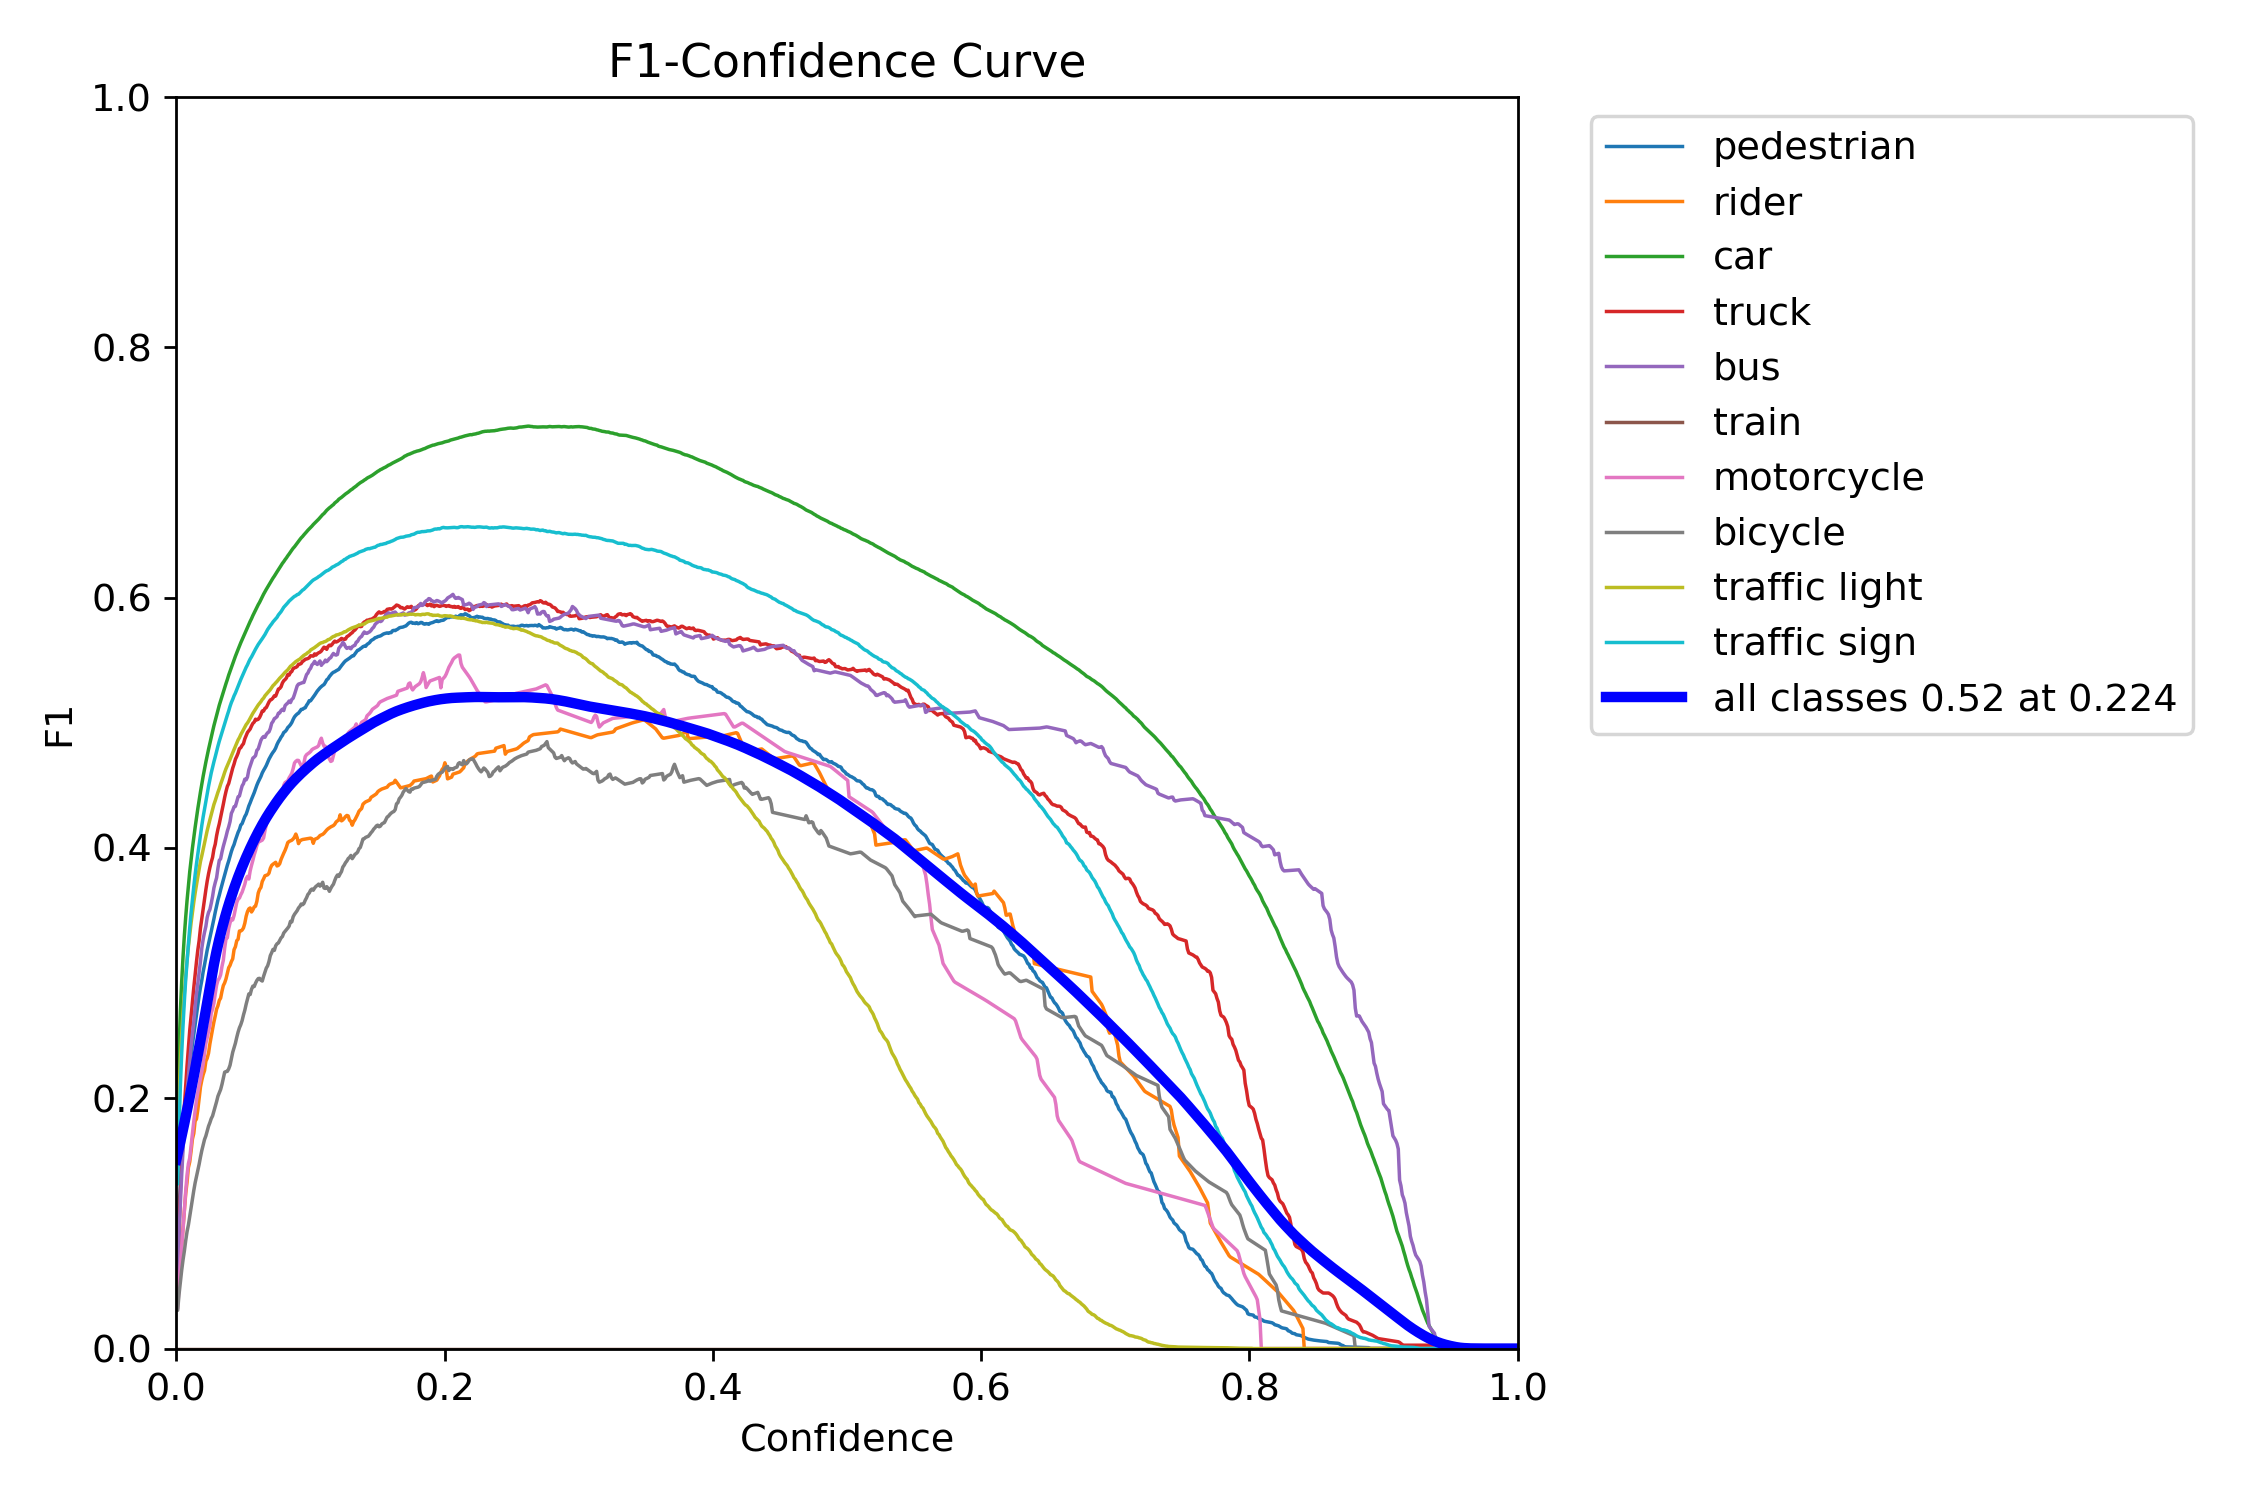 F1-Confidence Curve
1.0
0.8
0.6
0.4
0.2
0.0
F1
0.0 0.2 0.4 0.6 0.8 1.0
Confidence
pedestrian
rider
car
truck
bus
train
motorcycle
bicycle
traffic light
traffic sign
all classes 0.52 at 0.224